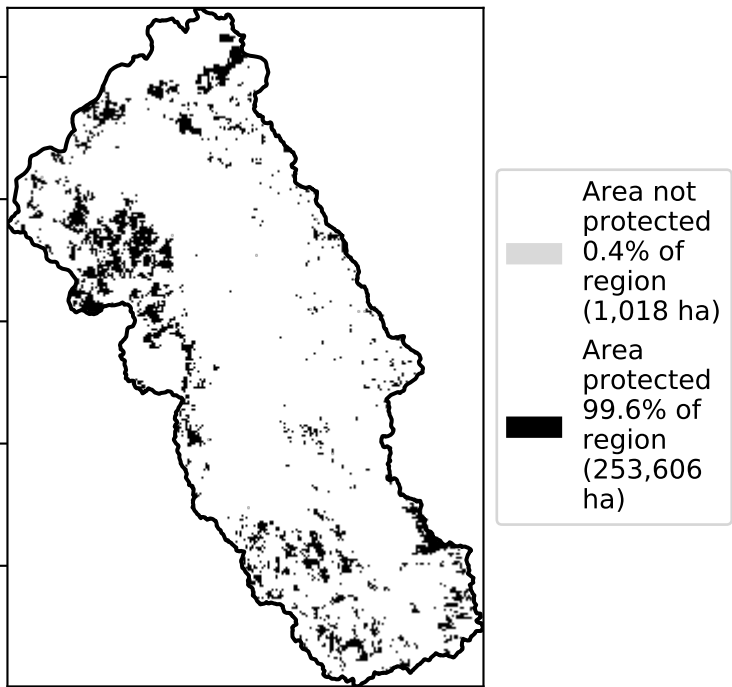 Area not
protected
0.4% of
region
(1,018 ha)
Area
protected
99.6% of
region
(253,606
ha)